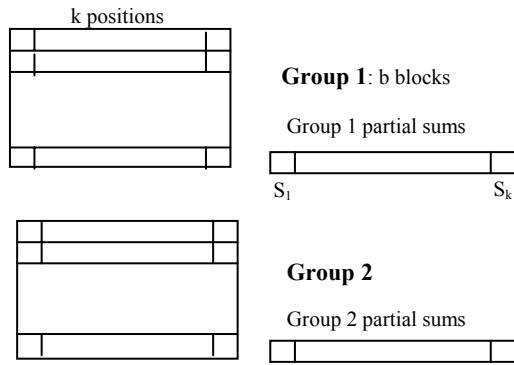 k positions
Group 1: b blocks
Group 1 partial sums
S1 Sk
Group 2
Group 2 partial sums